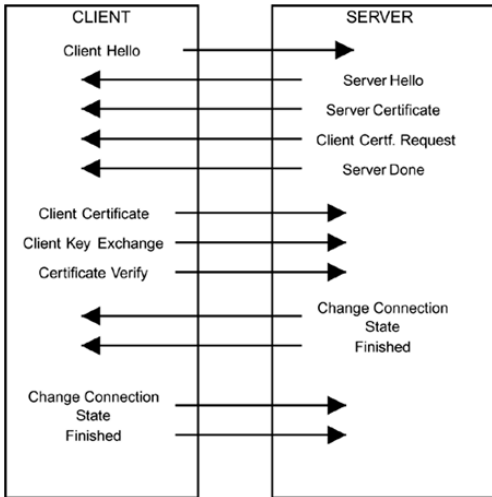 CLIENT
SERVER
Client Hello
Server Hello
Server Certificate
Client Certf. Request
Server Done
Client Certificate
Client Key Exchange
Certificate Verify
Change Connection
State
Finished
Change Connection
State
Finished